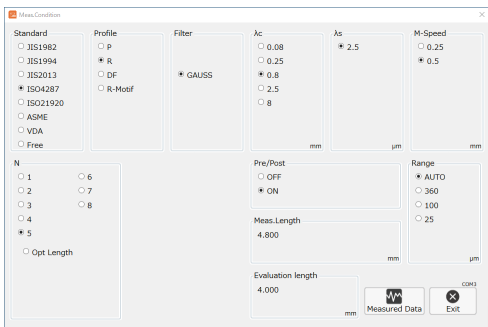 Meas.Condition
Standard
JIS1982
JIS1994
JIS2013
ISO4287
ISO21920
ASME
VDA
Free
Profile
P
R
DF
R-Motif
Filter
GAUSS
λc
0.08
0.25
0.8
2.5
8
mm
λs
2.5
µm
M-Speed
0.25
0.5
mm
N
1
2
3
4
5
6
7
8
Opt Length
Pre/Post
OFF
ON
Range
AUTO
360
100
25
µm
Meas.Length
4.800
mm
Evaluation length
4.000
mm
Measured Data
COM3
Exit